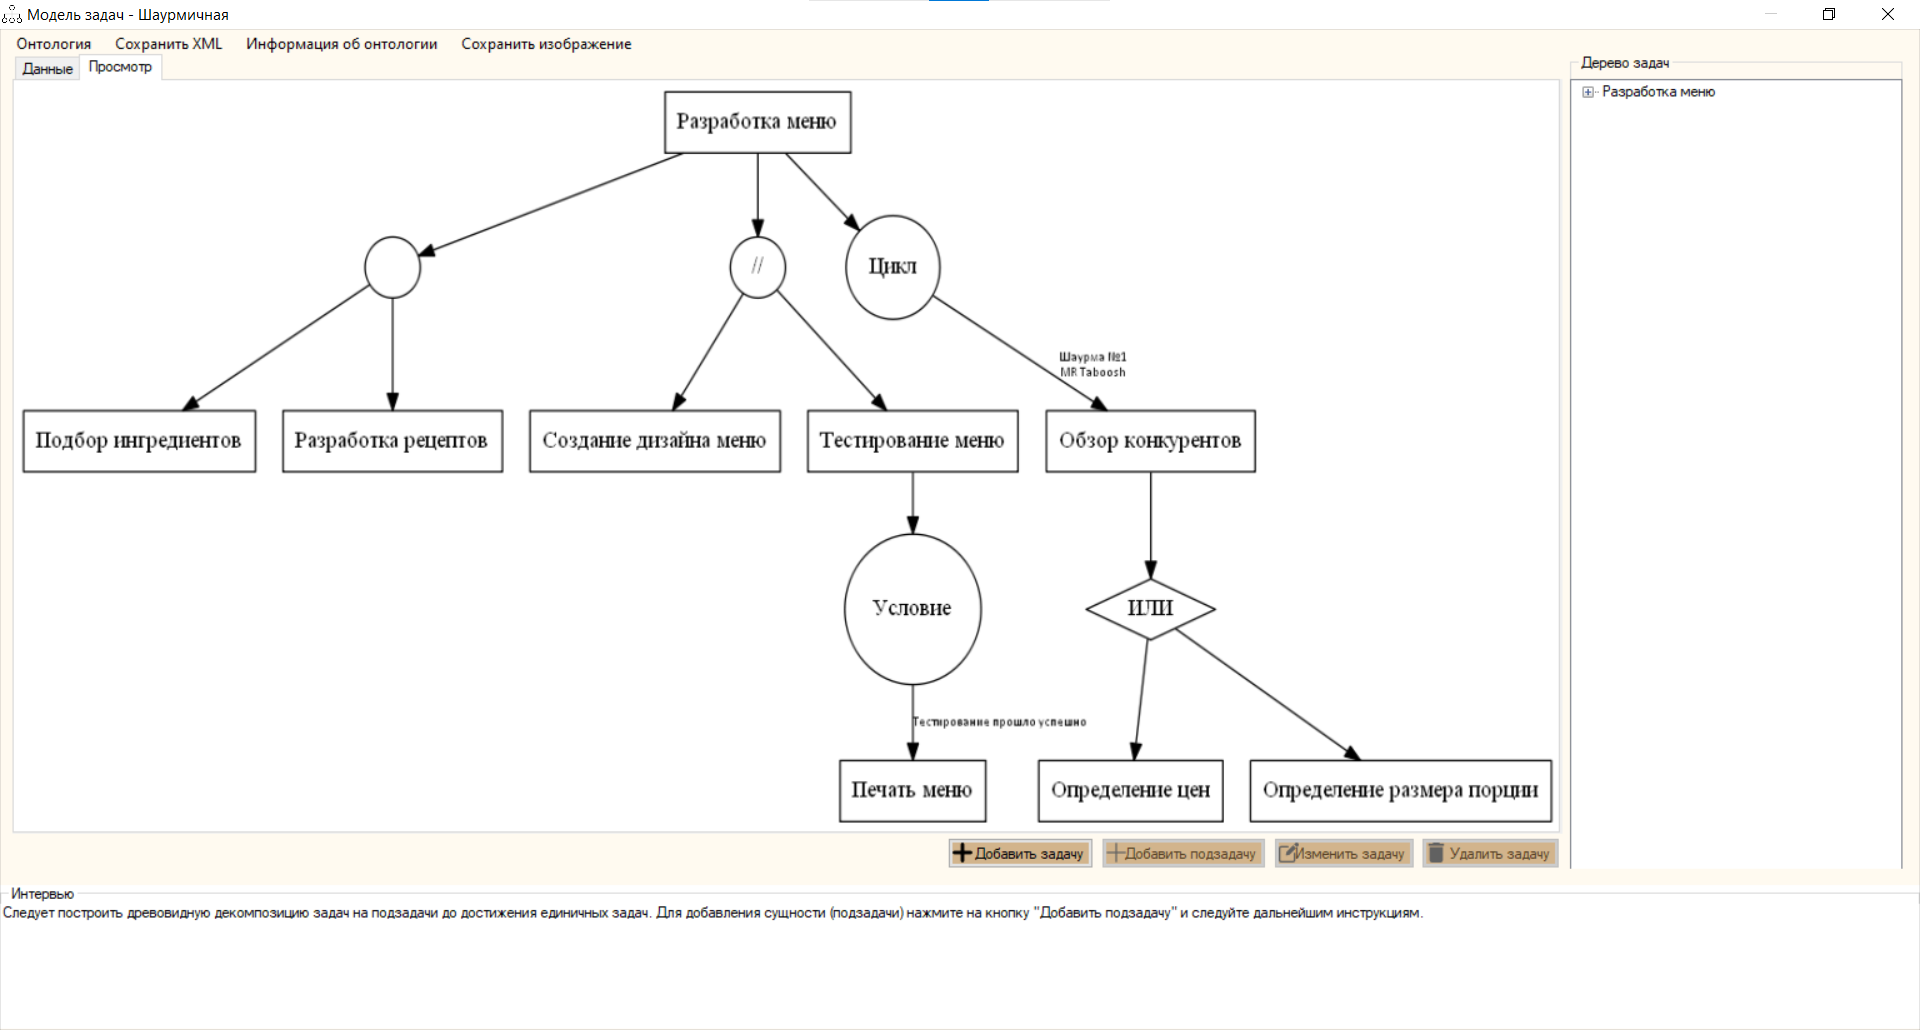 Модель задач - Шаурмичная
Онтология Сохранить XML Информация об онтологии Сохранить изображение
Данные Просмотр
Дерево задач
Разработка меню
Разработка меню
//
Цикл
Шаурма №1
MR Taboosh
Подбор ингредиентов
Разработка рецептов
Создание дизайна меню
Тестирование меню
Обзор конкурентов
Условие
ИЛИ
Тестирование прошло успешно
Печать меню
Определение цен
Определение размера порции
Добавить задачу
Добавить подзадачу
Изменить задачу
Удалить задачу
Интервью
Следует построить древовидную декомпозицию задач на подзадачи до достижения единичных задач. Для добавления сущности (подзадачи) нажмите на кнопку "Добавить подзадачу" и следуйте дальнейшим инструкциям.